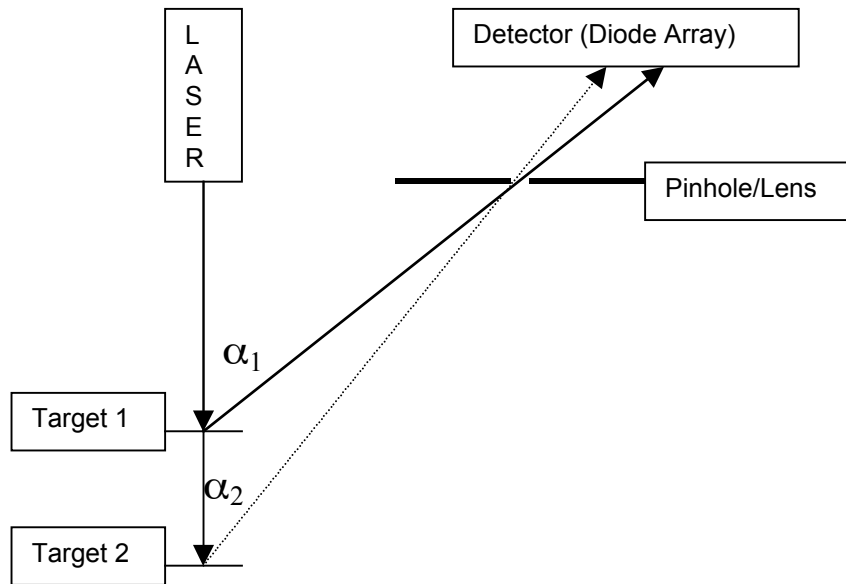 L
A
S
E
R
Detector (Diode Array)
Pinhole/Lens
α1
Target 1
α2
Target 2